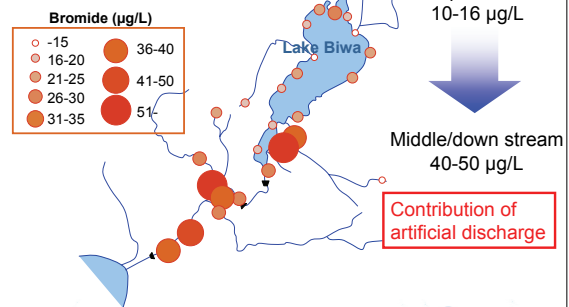 Bromide (µg/L)
-15
16-20
21-25
26-30
31-35
36-40
41-50
51-
Lake Biwa
10-16 µg/L
Middle/down stream
40-50 µg/L
Contribution of
artificial discharge